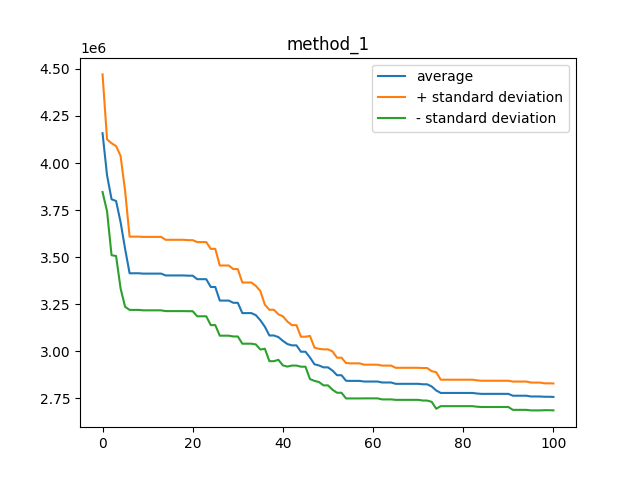 method_1
1e6
average
+ standard deviation
- standard deviation
4.50
4.25
4.00
3.75
3.50
3.25
3.00
2.75
0 20 40 60 80 100